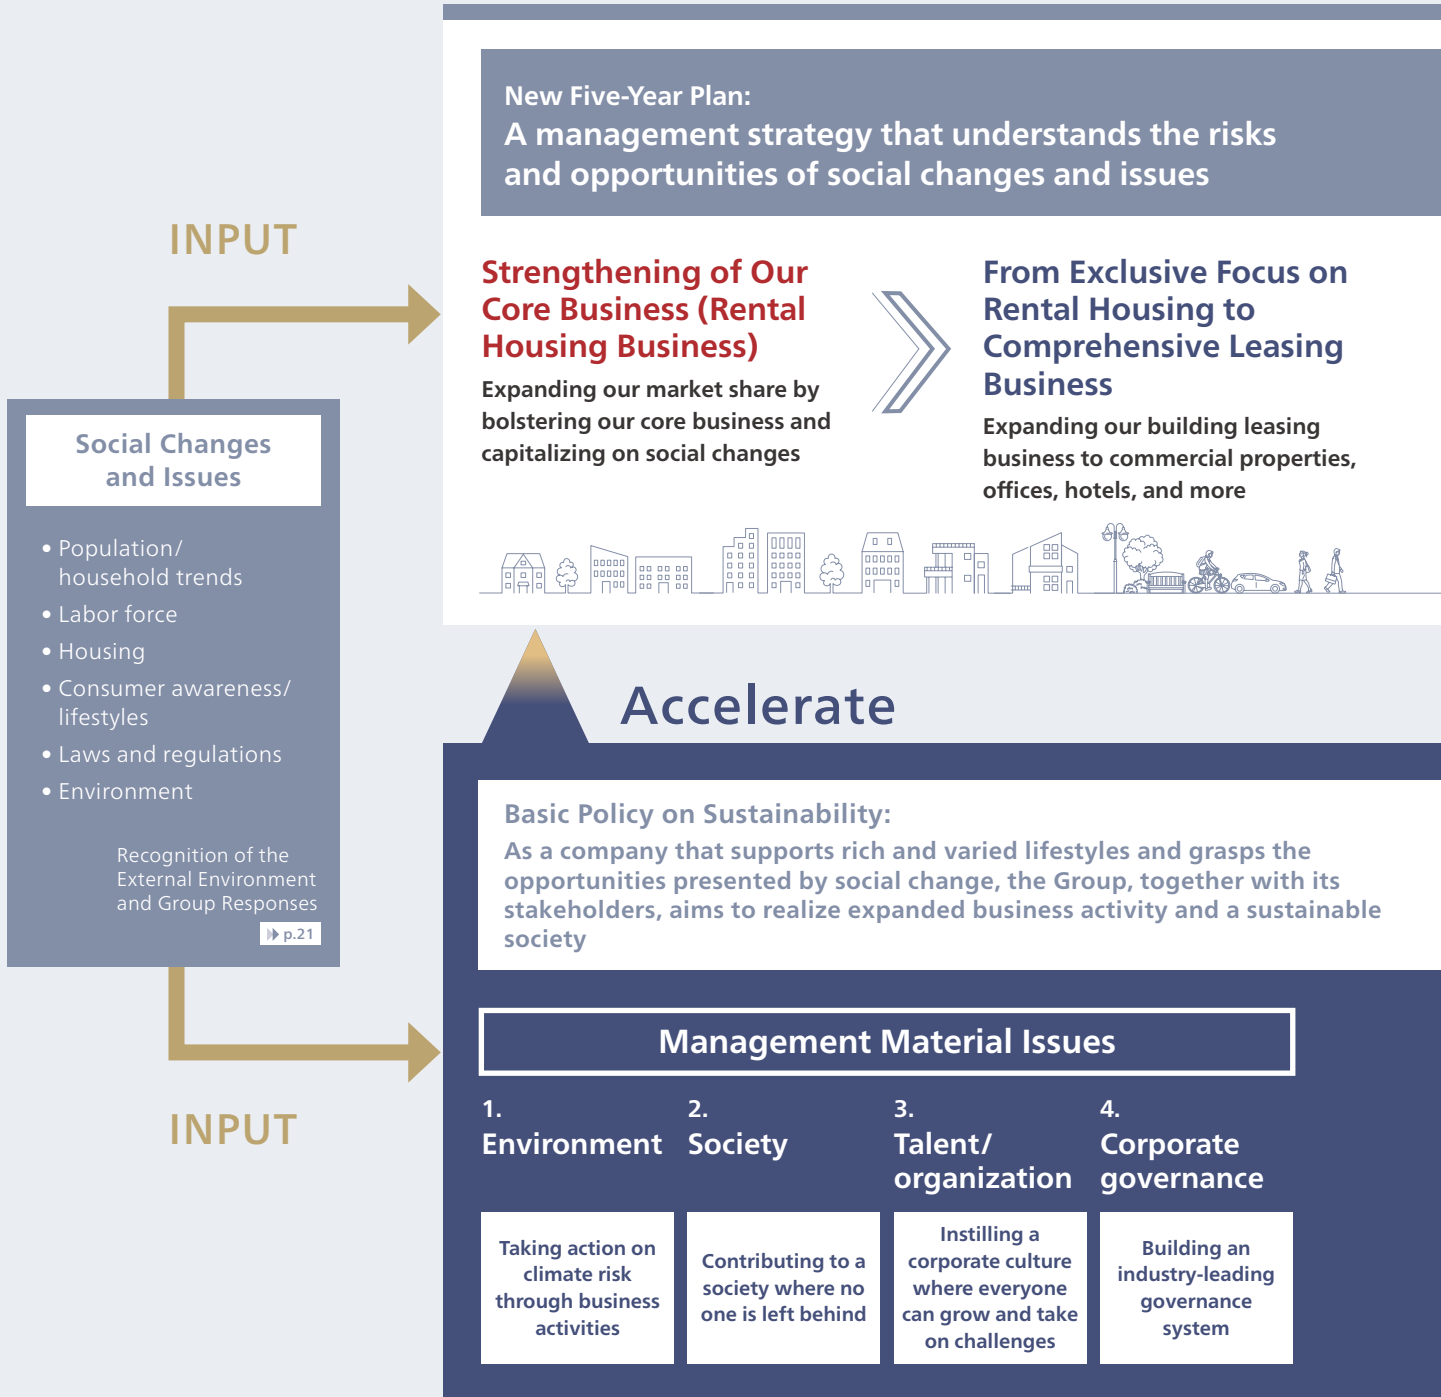 New Five-Year Plan:
A management strategy that understands the risks
and opportunities of social changes and issues
INPUT
Strengthening of Our
Core Business (Rental
Housing Business)
Expanding our market share by
bolstering our core business and
capitalizing on social changes
From Exclusive Focus on
Rental Housing to
Comprehensive Leasing
Business
Expanding our building leasing
business to commercial properties,
offices, hotels, and more
Social Changes
and Issues
• Population/
household trends
• Labor force
• Housing
• Consumer awareness/
lifestyles
• Laws and regulations
• Environment
Recognition of the
External Environment
and Group Responses
p.21
Accelerate
Basic Policy on Sustainability:
As a company that supports rich and varied lifestyles and grasps the
opportunities presented by social change, the Group, together with its
stakeholders, aims to realize expanded business activity and a sustainable
society
INPUT
Management Material Issues
1.
Environment
Taking action on
climate risk
through business
activities
2.
Society
Contributing to a
society where no
one is left behind
3.
Talent/
organization
Instilling a
corporate culture
where everyone
can grow and take
on challenges
4.
Corporate
governance
Building an
industry-leading
governance
system